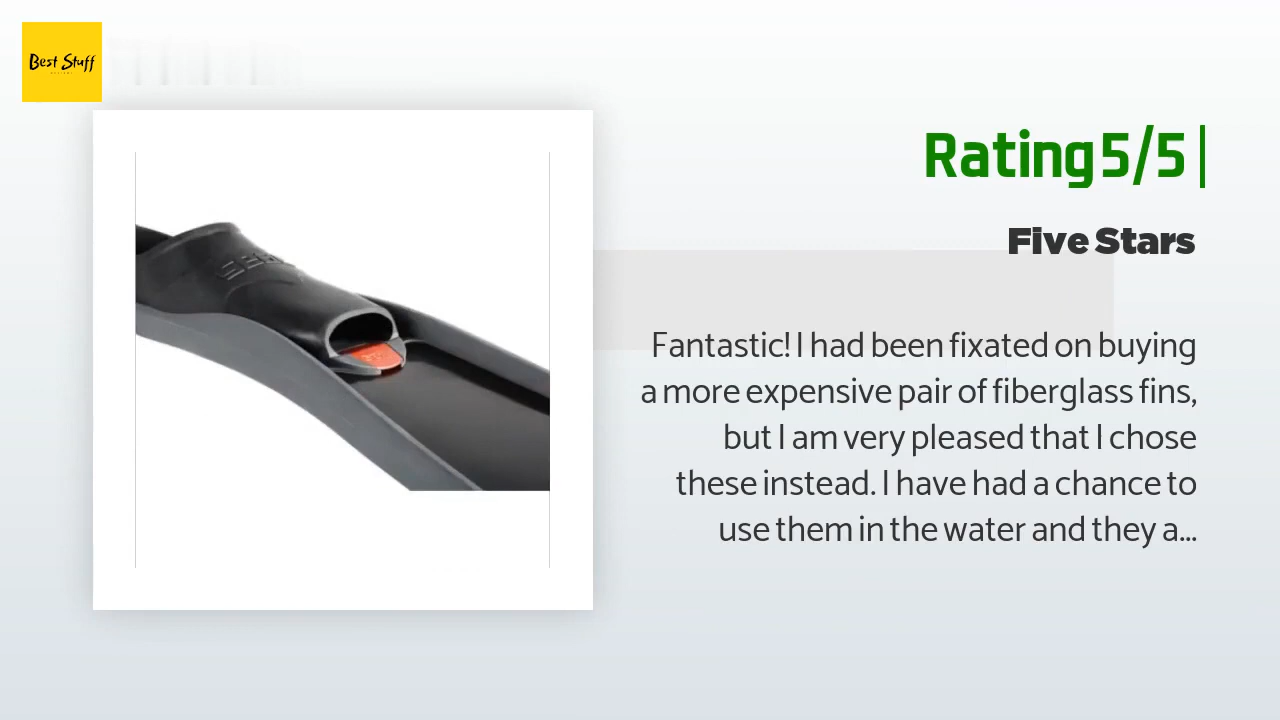 Best Stuff
Rating 5/5
Five Stars
Fantastic! I had been fixated on buying
a more expensive pair of fiberglass fins,
but I am very pleased that I chose
these instead. I have had a chance to
use them in the water and they a...